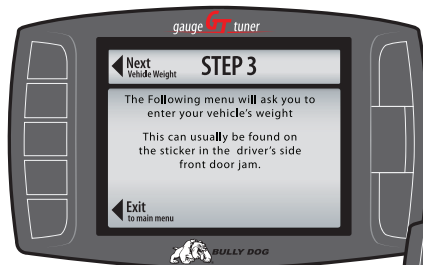 gauge GT tuner
Next
Vehicle Weight
STEP 3
The Following menu will ask you to
enter your vehicle's weight
This can usually be found on
the sticker in the driver's side
front door jam.
Exit
to main menu
BULLY DOG